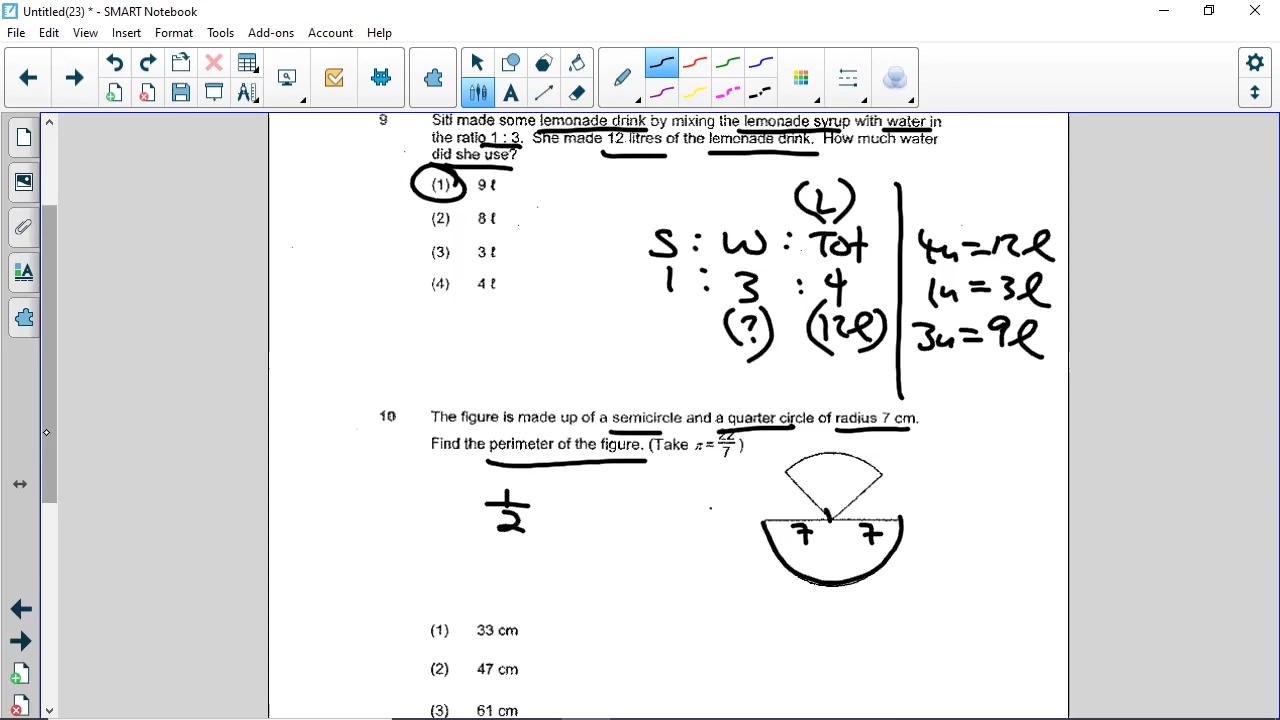 Untitled(23) * - SMART Notebook
File Edit View Insert Format Tools Add-ons Account Help
9 Siti made some lemonade drink by mixing the lemonade syrup with water in
the ratio 1 : 3. She made 12 litres of the lemonade drink. How much water
did she use?
(1) 9 ℓ
(2) 8 ℓ
(3) 3 ℓ
(4) 4 ℓ
(L)
S : W : Tot
1 : 3 : 4
(?) (12ℓ)
4u = 12ℓ
1u = 3ℓ
3u = 9ℓ
10 The figure is made up of a semicircle and a quarter circle of radius 7 cm.
Find the perimeter of the figure. (Take π = 22/7)
1/2
7 7
(1) 33 cm
(2) 47 cm
(3) 61 cm